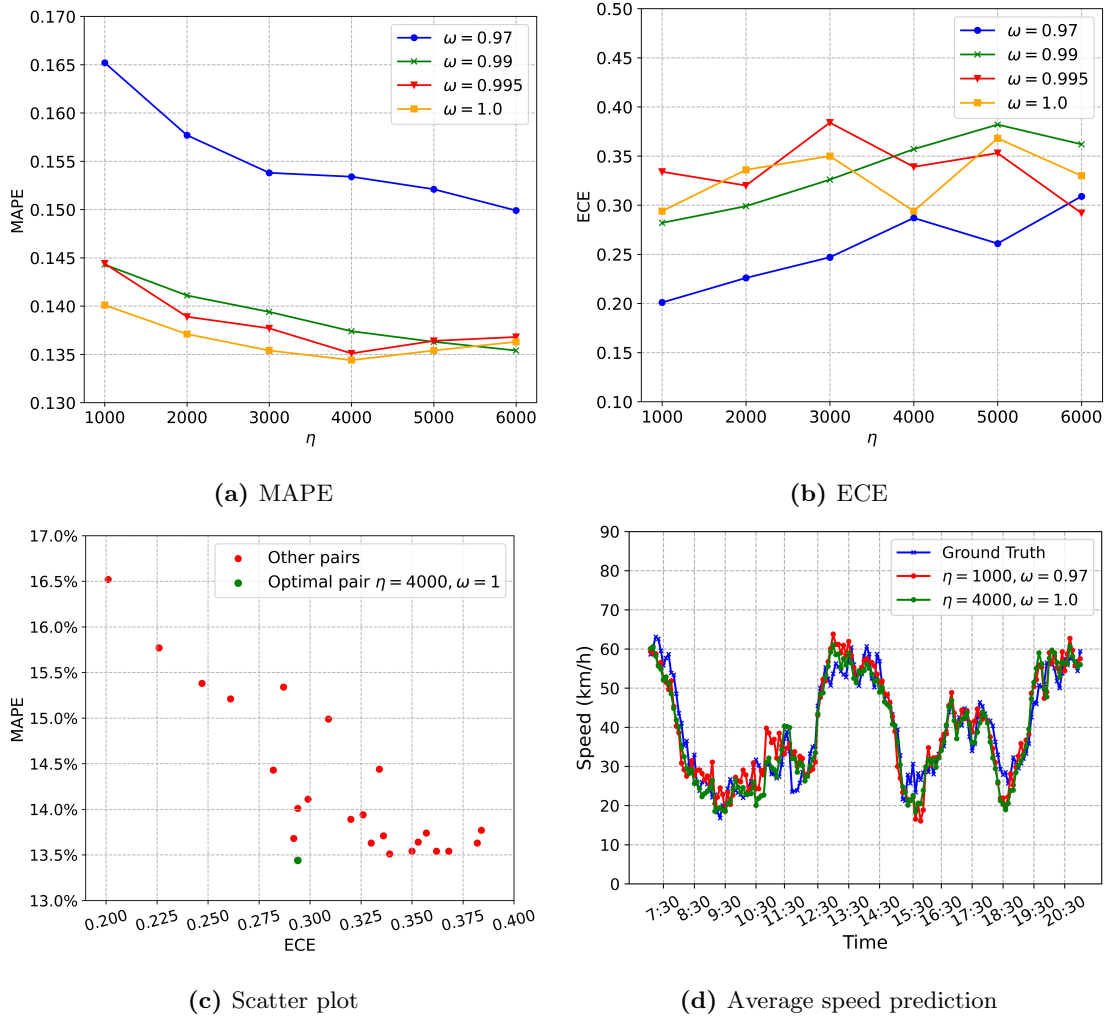 0.170
0.165
0.160
0.155
0.150
0.145
0.140
0.135
0.130
MAPE
1000 2000 3000 4000 5000 6000
η
ω = 0.97
ω = 0.99
ω = 0.995
ω = 1.0
(a) MAPE
0.50
0.45
0.40
0.35
0.30
0.25
0.20
0.15
0.10
ECE
1000 2000 3000 4000 5000 6000
η
ω = 0.97
ω = 0.99
ω = 0.995
ω = 1.0
(b) ECE
17.0%
16.5%
16.0%
15.5%
15.0%
14.5%
14.0%
13.5%
13.0%
MAPE
0.200 0.225 0.250 0.275 0.300 0.325 0.350 0.375 0.400
ECE
Other pairs
Optimal pair η = 4000, ω = 1
(c) Scatter plot
90
80
70
60
50
40
30
20
10
0
Speed (km/h)
7:30 8:30 9:30 10:30 11:30 12:30 13:30 14:30 15:30 16:30 17:30 18:30 19:30 20:30
Time
Ground Truth
η = 1000, ω = 0.97
η = 4000, ω = 1.0
(d) Average speed prediction